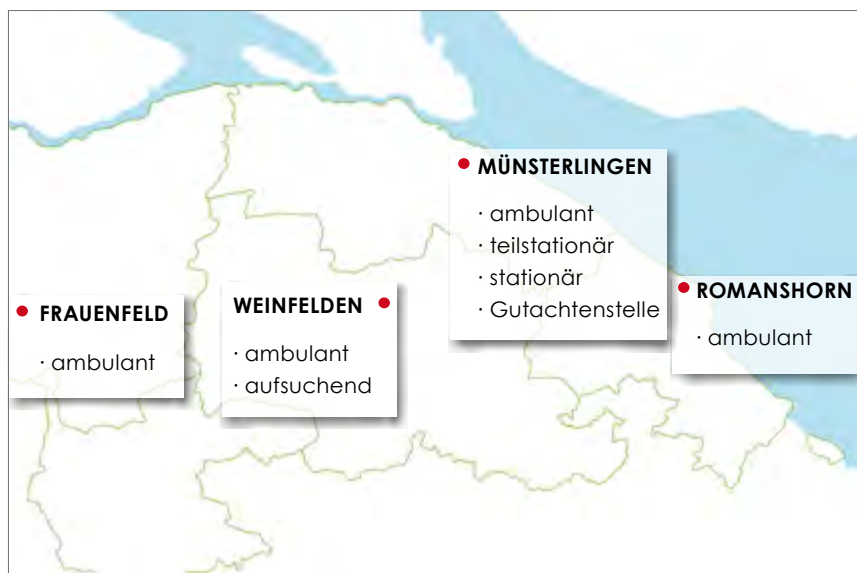 MÜNSTERLINGEN
· ambulant
· teilstationär
· stationär
· Gutachtenstelle
ROMANSHORN
· ambulant
FRAUENFELD
· ambulant
WEINFELDEN
· ambulant
· aufsuchend